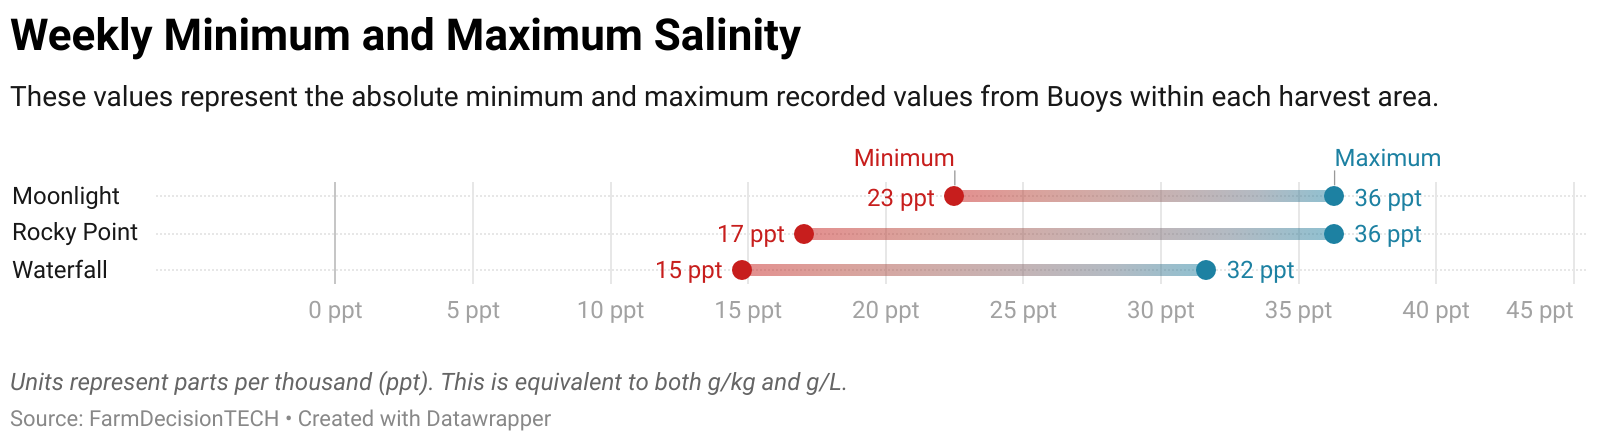 Weekly Minimum and Maximum Salinity
These values represent the absolute minimum and maximum recorded values from Buoys within each harvest area.
Minimum Maximum
Moonlight 23 ppt 36 ppt
Rocky Point 17 ppt 36 ppt
Waterfall 15 ppt 32 ppt
0 ppt 5 ppt 10 ppt 15 ppt 20 ppt 25 ppt 30 ppt 35 ppt 40 ppt 45 ppt
Units represent parts per thousand (ppt). This is equivalent to both g/kg and g/L.
Source: FarmDecisionTECH • Created with Datawrapper